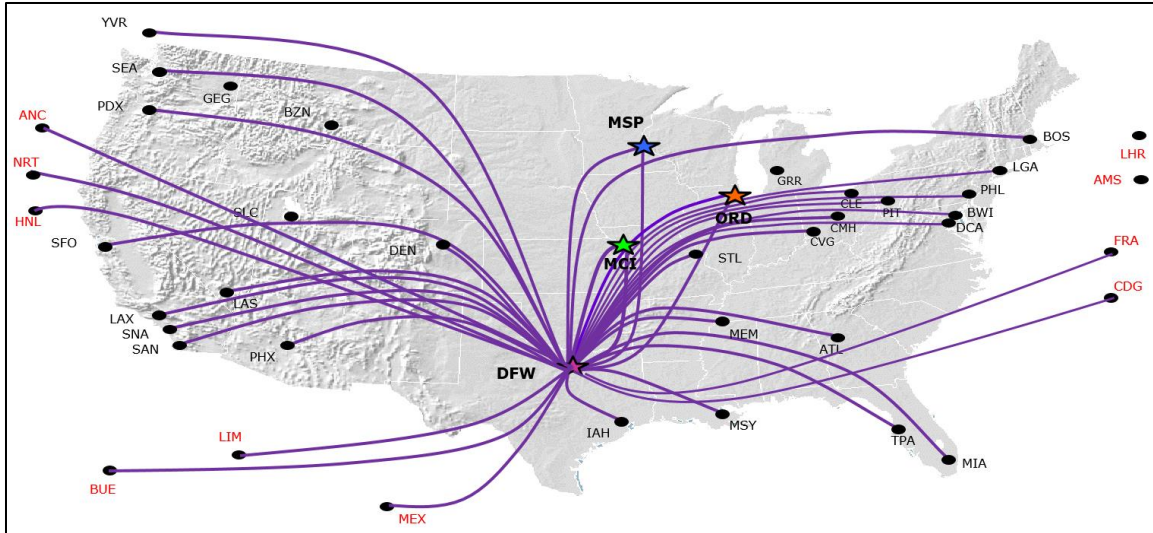 YVR
SEA
GEG
PDX
BZN
ANC
MSP
BOS
LHR
NRT
GRR
LGA
AMS
HNL
SLC
ORD
CLE
PIT
PHL
SFO
DEN
MCI
STL
CMH
CVG
BWI
DCA
FRA
CDG
LAS
LAX
SNA
SAN
PHX
MEM
ATL
DFW
LIM
IAH
MSY
TPA
BUE
MIA
MEX